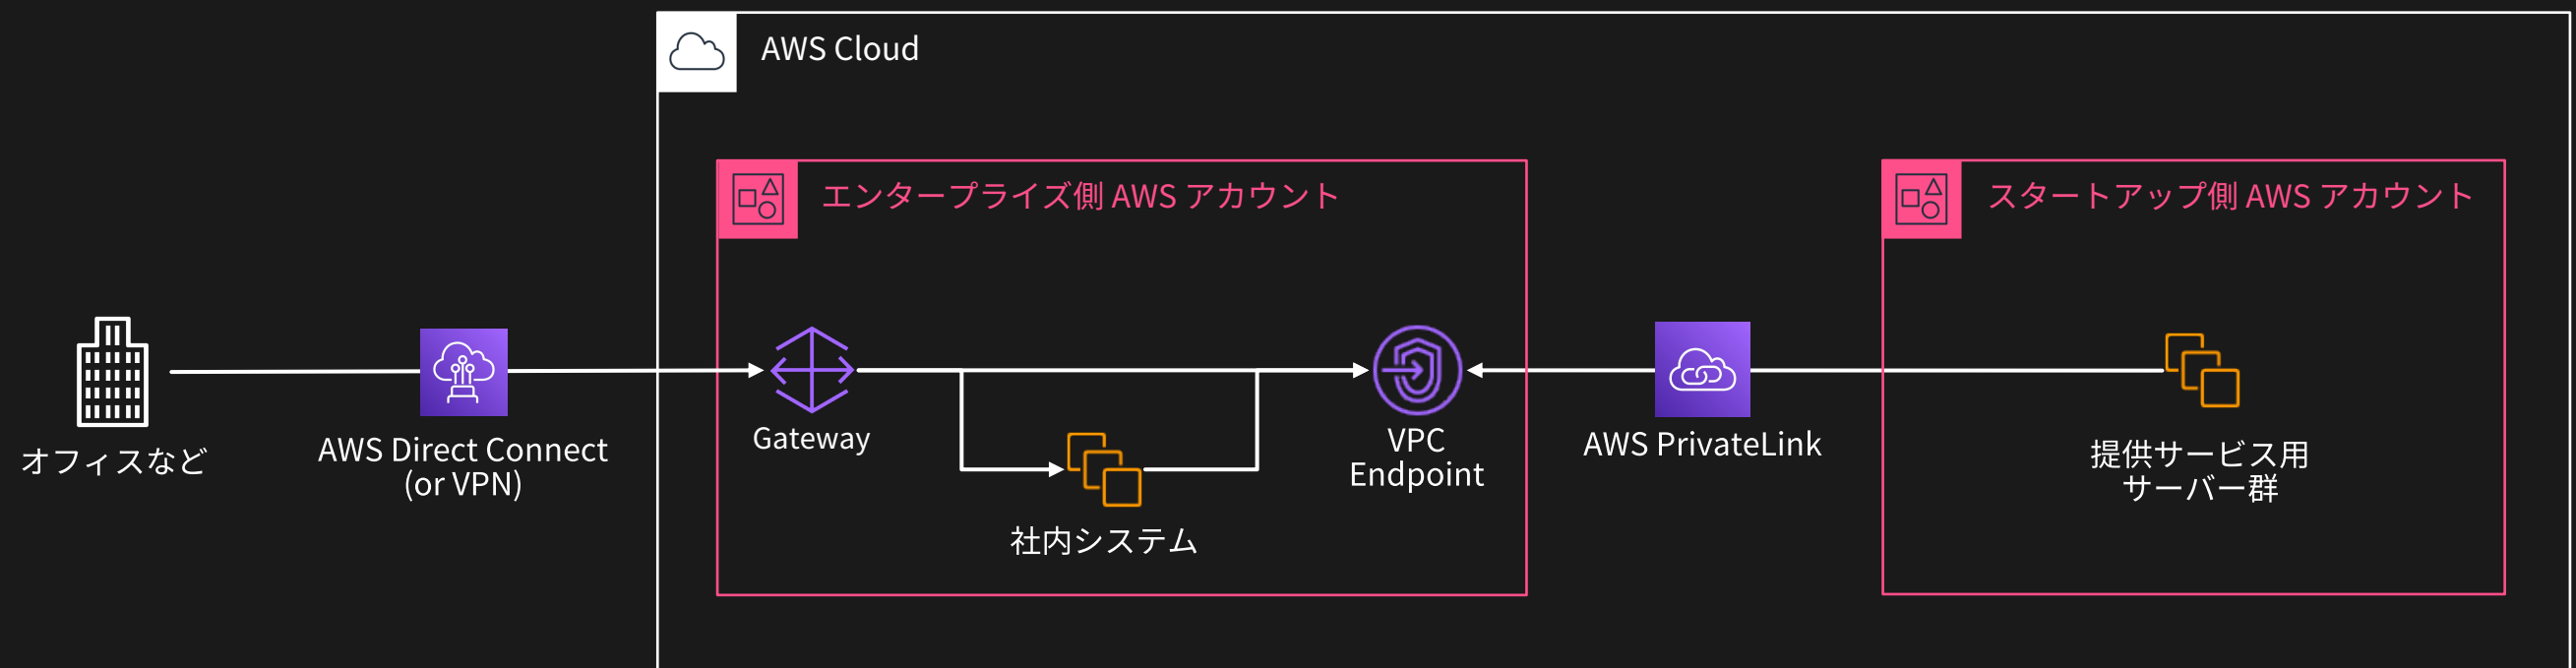 AWS Cloud
エンタープライズ側 AWS アカウント
スタートアップ側 AWS アカウント
オフィスなど
AWS Direct Connect
(or VPN)
Gateway
社内システム
VPC
Endpoint
AWS PrivateLink
提供サービス用
サーバー群